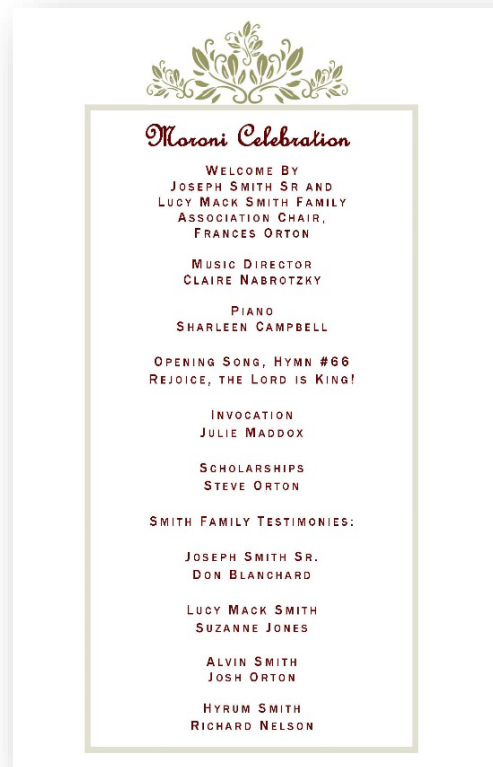 Moroni Celebration
Welcome By
Joseph Smith Sr and
Lucy Mack Smith Family
Association Chair,
Frances Orton
Music Director
Claire Nabrotzky
Piano
Sharleen Campbell
Opening Song, Hymn #66
Rejoice, the Lord is King!
Invocation
Julie Maddox
Scholarships
Steve Orton
Smith Family Testimonies:
Joseph Smith Sr.
Don Blanchard
Lucy Mack Smith
Suzanne Jones
Alvin Smith
Josh Orton
Hyrum Smith
Richard Nelson